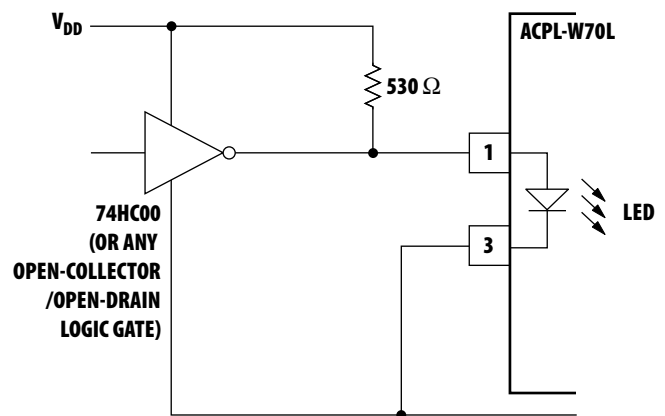 V_DD
ACPL-W70L
530 Ω
1
74HC00
(OR ANY
OPEN-COLLECTOR
/OPEN-DRAIN
LOGIC GATE)
3
LED